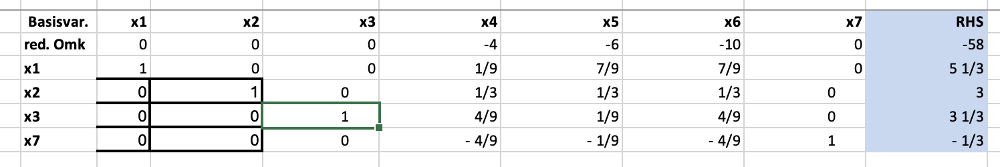 Basisvar. x1 x2 x3 x4 x5 x6 x7 RHS
red. Omk 0 0 0 -4 -6 -10 0 -58
x1 1 0 0 1/9 7/9 7/9 0 5 1/3
x2 0 1 0 1/3 1/3 1/3 0 3
x3 0 0 1 4/9 1/9 4/9 0 3 1/3
x7 0 0 0 - 4/9 - 1/9 - 4/9 1 - 1/3